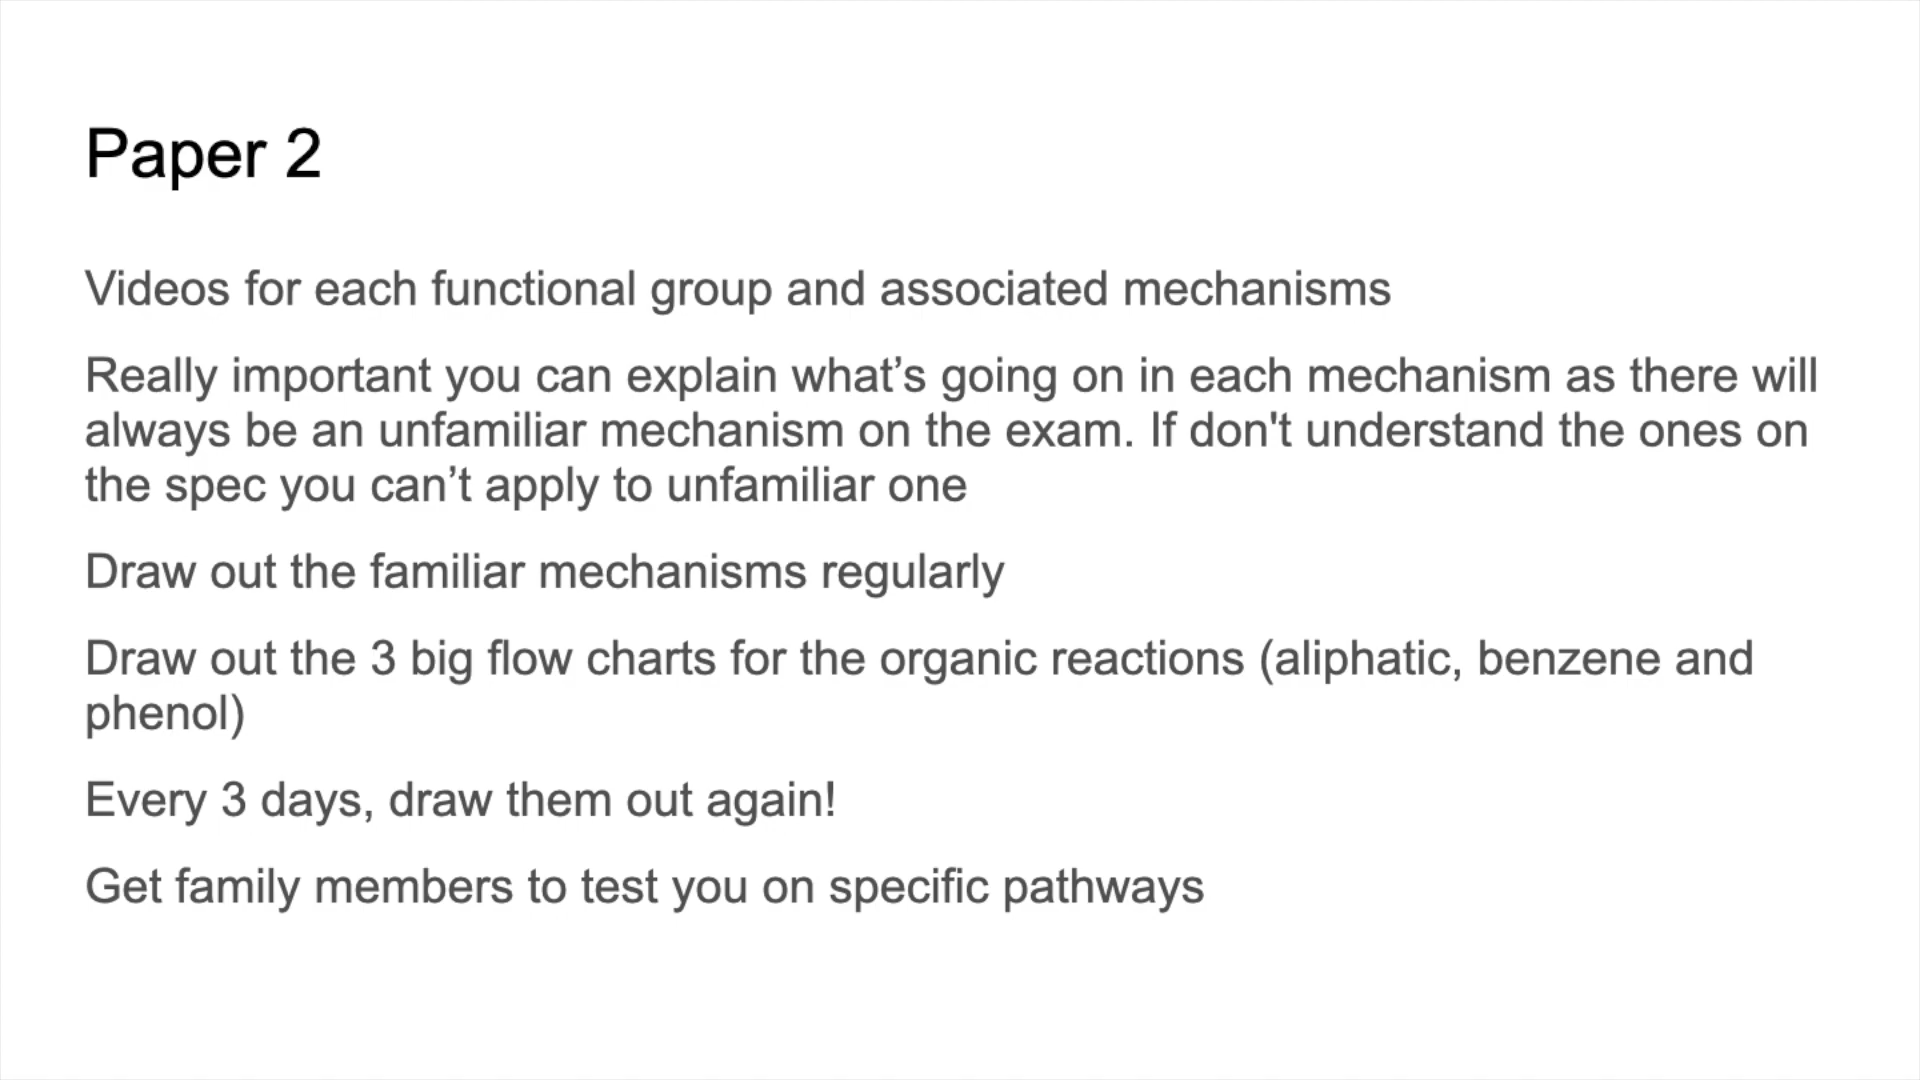 Paper 2
Videos for each functional group and associated mechanisms
Really important you can explain what’s going on in each mechanism as there will
always be an unfamiliar mechanism on the exam. If don't understand the ones on
the spec you can’t apply to unfamiliar one
Draw out the familiar mechanisms regularly
Draw out the 3 big flow charts for the organic reactions (aliphatic, benzene and
phenol)
Every 3 days, draw them out again!
Get family members to test you on specific pathways